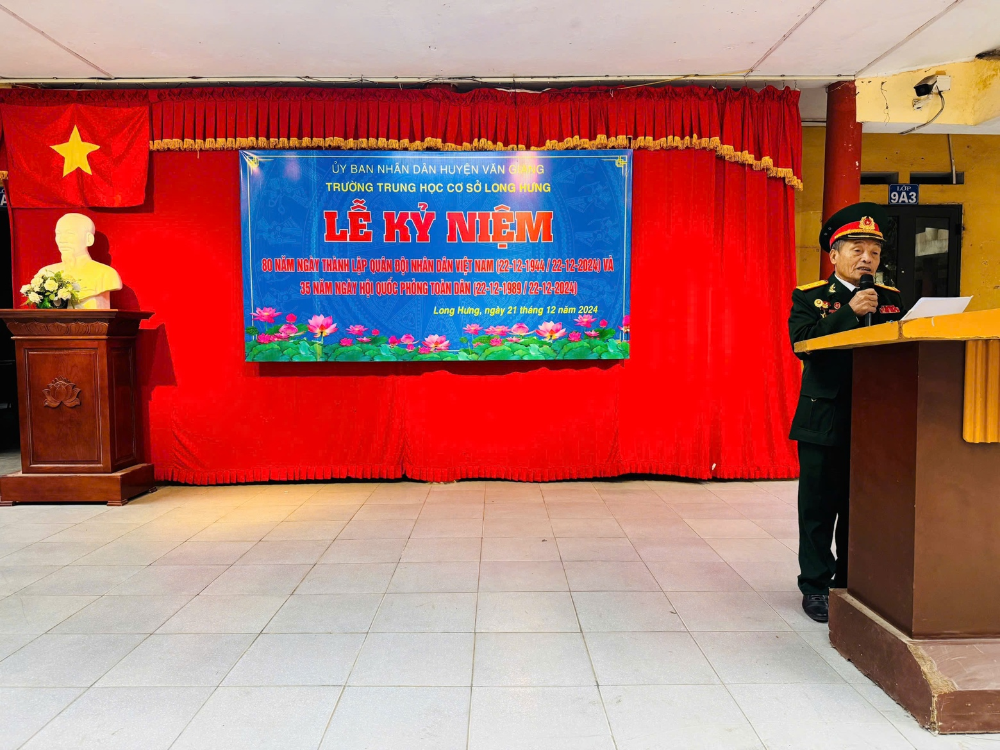 ỦY BAN NHÂN DÂN HUYỆN VĂN GIANG
TRƯỜNG TRUNG HỌC CƠ SỞ LONG HƯNG
LỄ KỶ NIỆM
80 NĂM NGÀY THÀNH LẬP QUÂN ĐỘI NHÂN DÂN VIỆT NAM (22-12-1944 / 22-12-2024) VÀ
35 NĂM NGÀY HỘI QUỐC PHÒNG TOÀN DÂN (22-12-1989 / 22-12-2024)
Long Hưng, ngày 21 tháng 12 năm 2024
LỚP
9A3